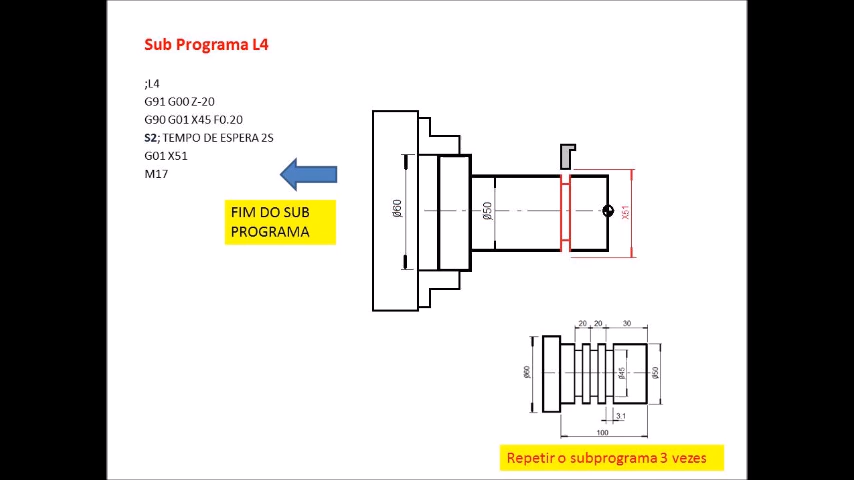 Sub Programa L4
;L4
G91 G00 Z-20
G90 G01 X45 F0.20
S2; TEMPO DE ESPERA 2S
G01 X51
M17
FIM DO SUB
PROGRAMA
Ø60
Ø50
X51
20
20
30
Ø60
Ø45
Ø50
3.1
100
Repetir o subprograma 3 vezes